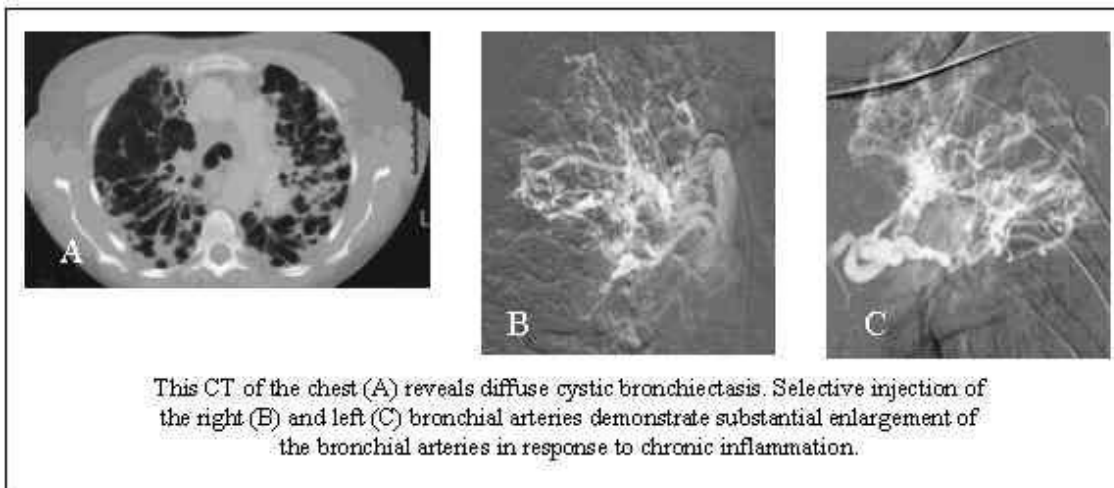 A
L
B
C
This CT of the chest (A) reveals diffuse cystic bronchiectasis. Selective injection of
the right (B) and left (C) bronchial arteries demonstrate substantial enlargement of
the bronchial arteries in response to chronic inflammation.